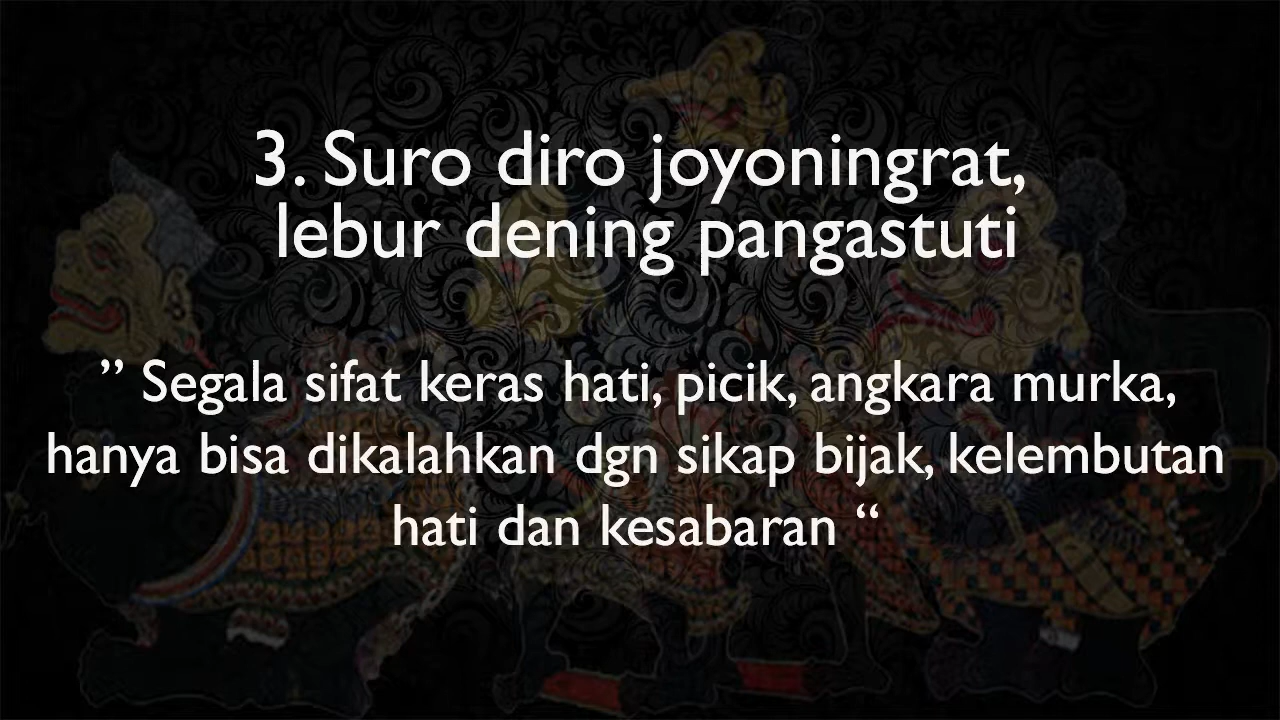 3. Suro diro joyoningrat,
lebur dening pangastuti
” Segala sifat keras hati, picik, angkara murka,
hanya bisa dikalahkan dgn sikap bijak, kelembutan
hati dan kesabaran “